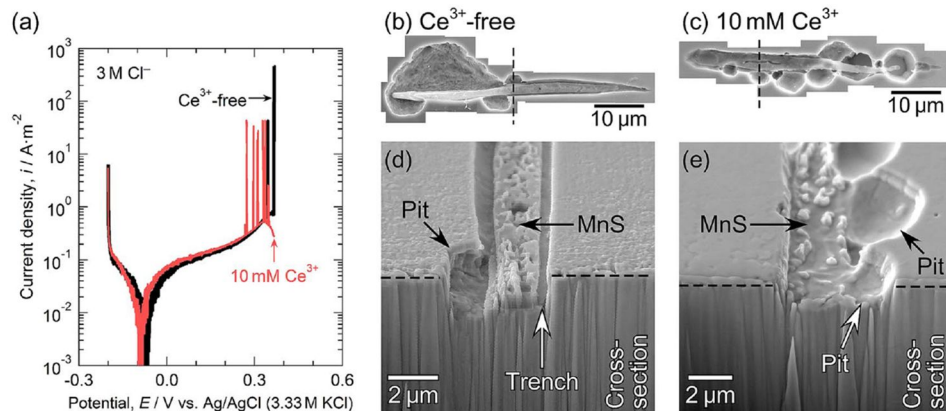 (a)
3 M Cl⁻
Ce³⁺-free
10 mM Ce³⁺
Current density, i / A·m⁻²
10³
10²
10¹
10⁰
10⁻¹
10⁻²
10⁻³
-0.3
0.0
0.3
0.6
Potential, E / V vs. Ag/AgCl (3.33 M KCl)
(b) Ce³⁺-free
10 µm
(c) 10 mM Ce³⁺
10 µm
(d)
Pit
MnS
Trench
2 µm
Cross-
section
(e)
MnS
Pit
Pit
2 µm
Cross-
section